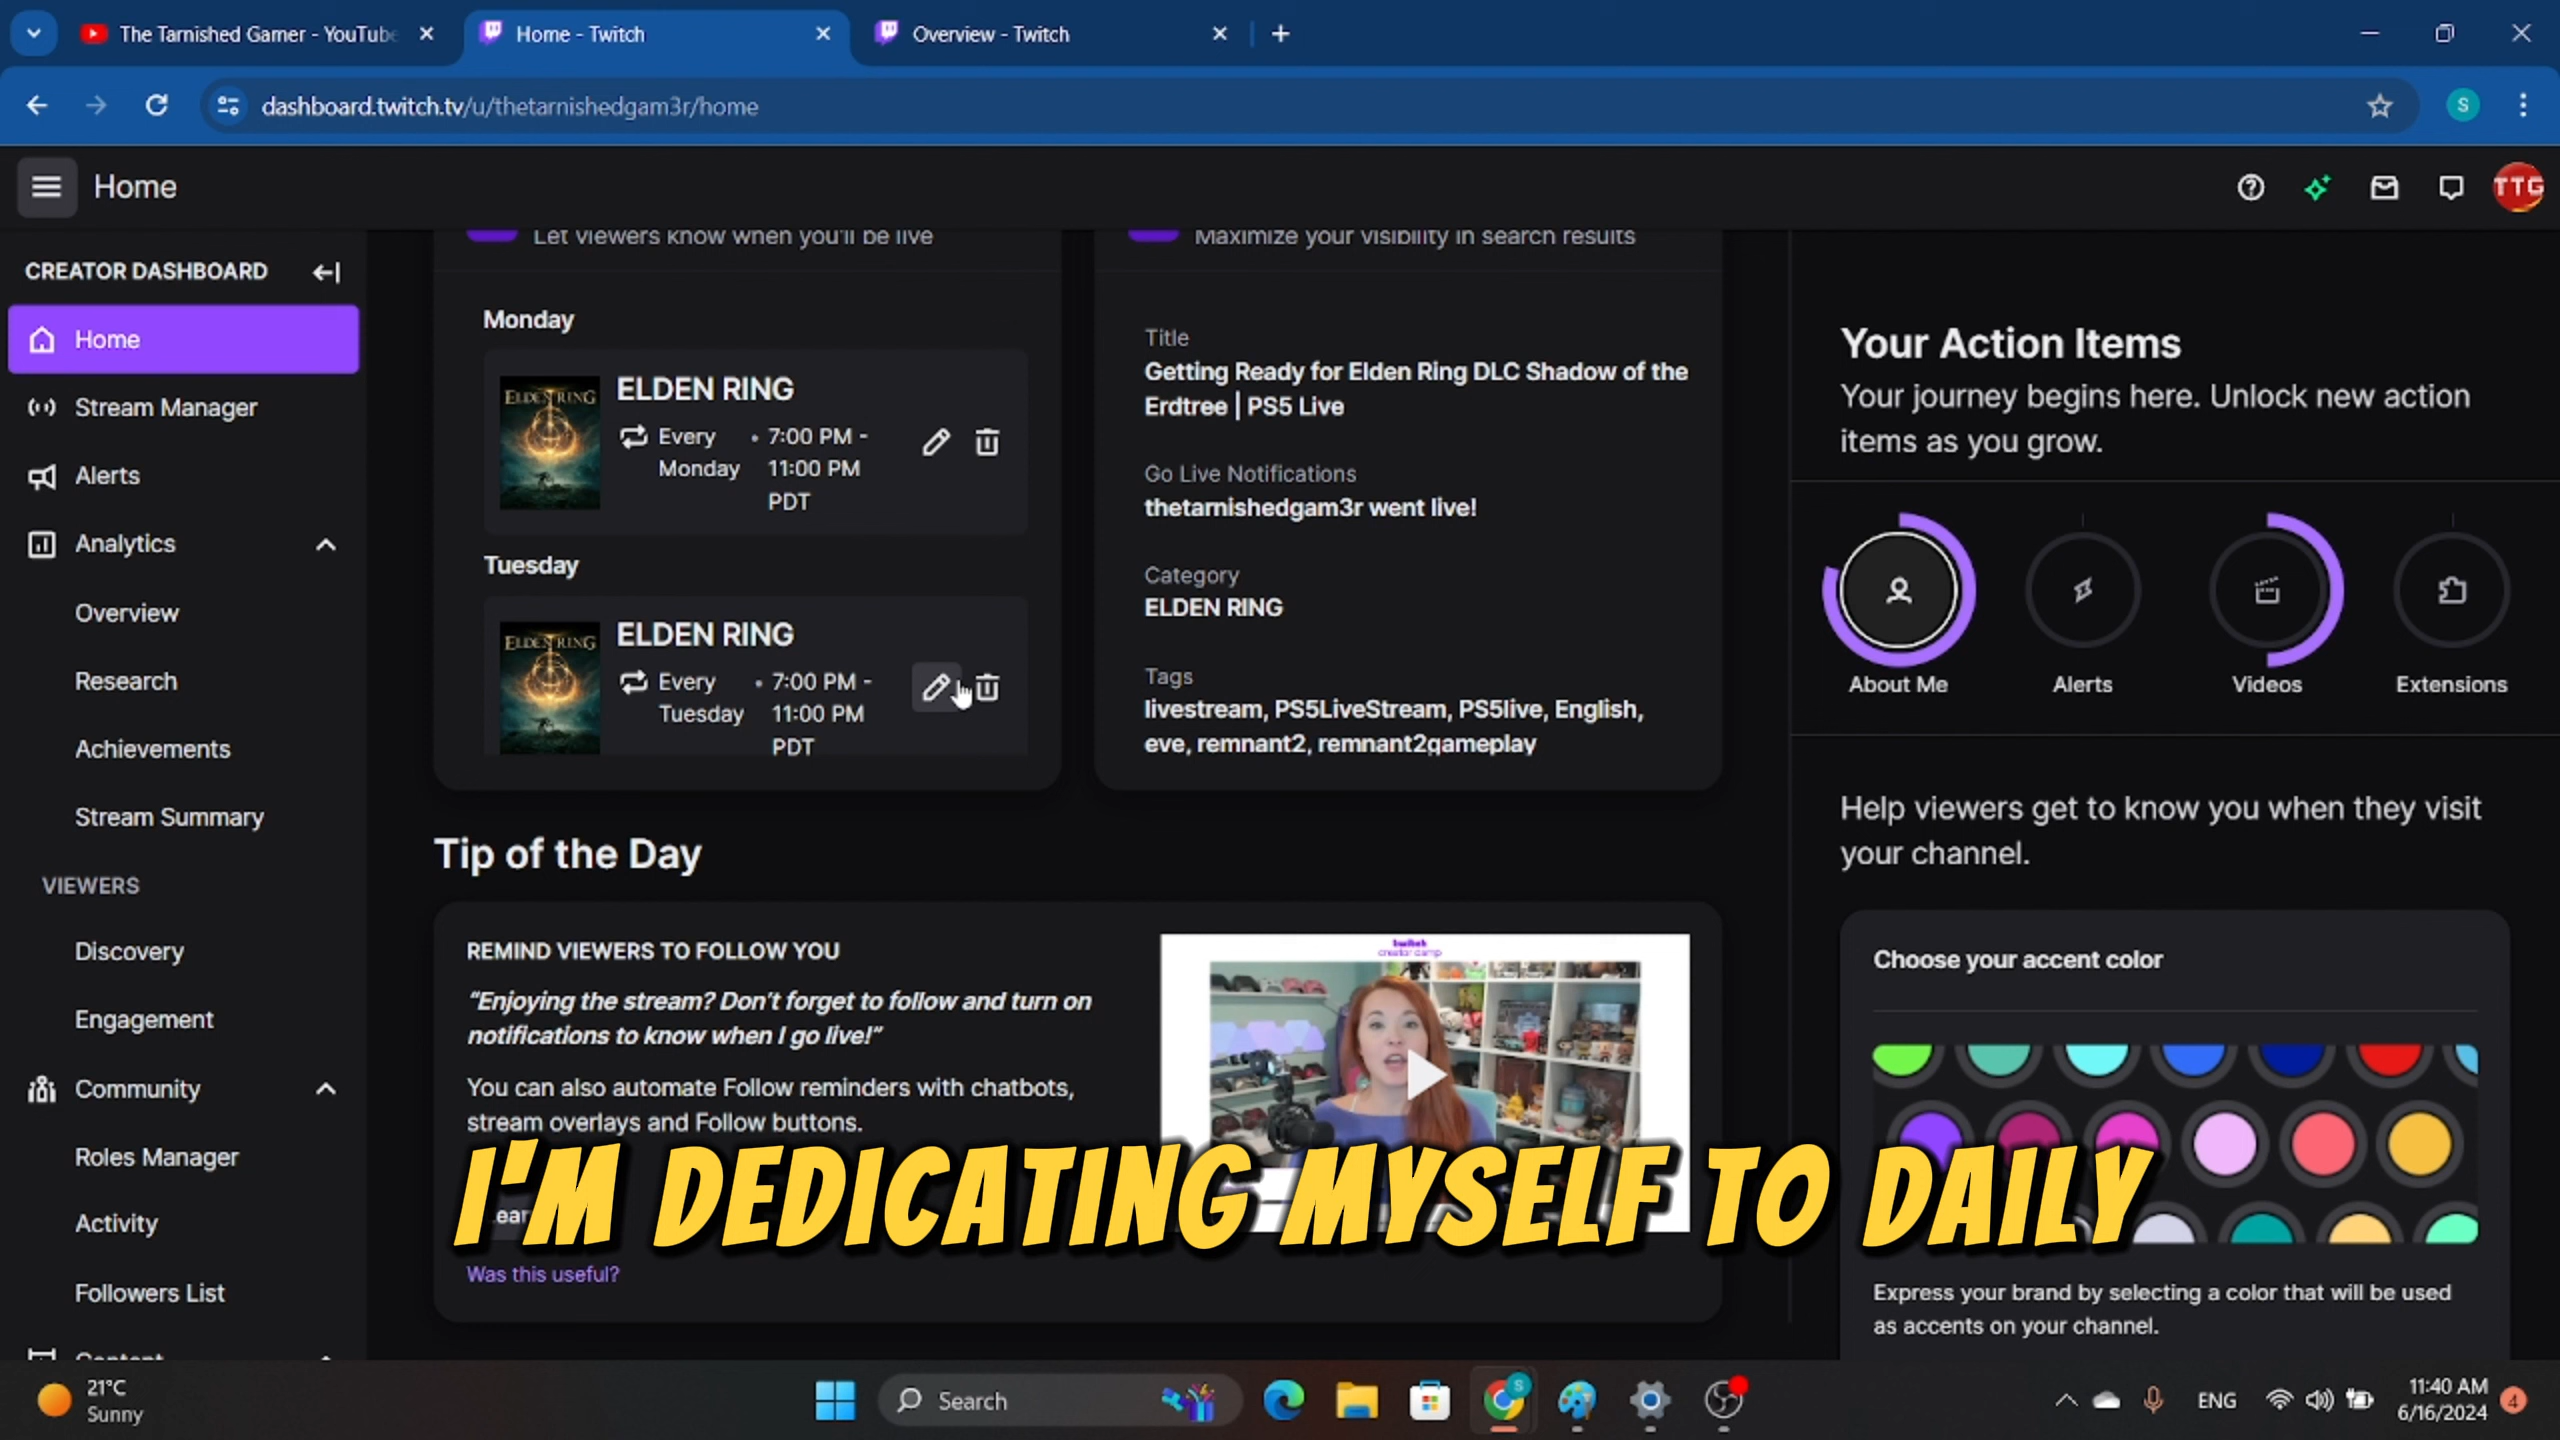 The Tarnished Gamer - YouTube
Home - Twitch
Overview - Twitch
dashboard.twitch.tv/u/thetarnishedgam3r/home
S
Home
TTG
CREATOR DASHBOARD
Home
Stream Manager
Alerts
Analytics
Overview
Research
Achievements
Stream Summary
VIEWERS
Discovery
Engagement
Community
Roles Manager
Activity
Followers List
Content
Let viewers know when you'll be live
Monday
ELDEN RING
ELDEN RING
Every Monday • 7:00 PM - 11:00 PM PDT
Tuesday
ELDEN RING
ELDEN RING
Every Tuesday • 7:00 PM - 11:00 PM PDT
Maximize your visibility in search results
Title
Getting Ready for Elden Ring DLC Shadow of the
Erdtree | PS5 Live
Go Live Notifications
thetarnishedgam3r went live!
Category
ELDEN RING
Tags
livestream, PS5LiveStream, PS5live, English,
eve, remnant2, remnant2gameplay
Tip of the Day
REMIND VIEWERS TO FOLLOW YOU
“Enjoying the stream? Don’t forget to follow and turn on
notifications to know when I go live!”
You can also automate Follow reminders with chatbots,
stream overlays and Follow buttons.
twitch
creator camp
I'M DEDICATING MYSELF TO DAILY
Was this useful?
Your Action Items
Your journey begins here. Unlock new action
items as you grow.
About Me
Alerts
Videos
Extensions
Help viewers get to know you when they visit
your channel.
Choose your accent color
Express your brand by selecting a color that will be used
as accents on your channel.
21°C
Sunny
Search
S
ENG
11:40 AM
6/16/2024
4